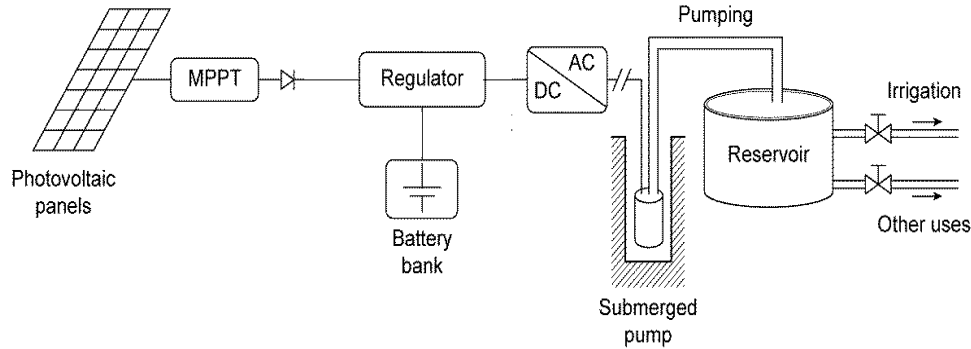 Pumping
MPPT
Regulator
AC
DC
Irrigation
Reservoir
Photovoltaic
panels
Battery
bank
Other uses
Submerged
pump